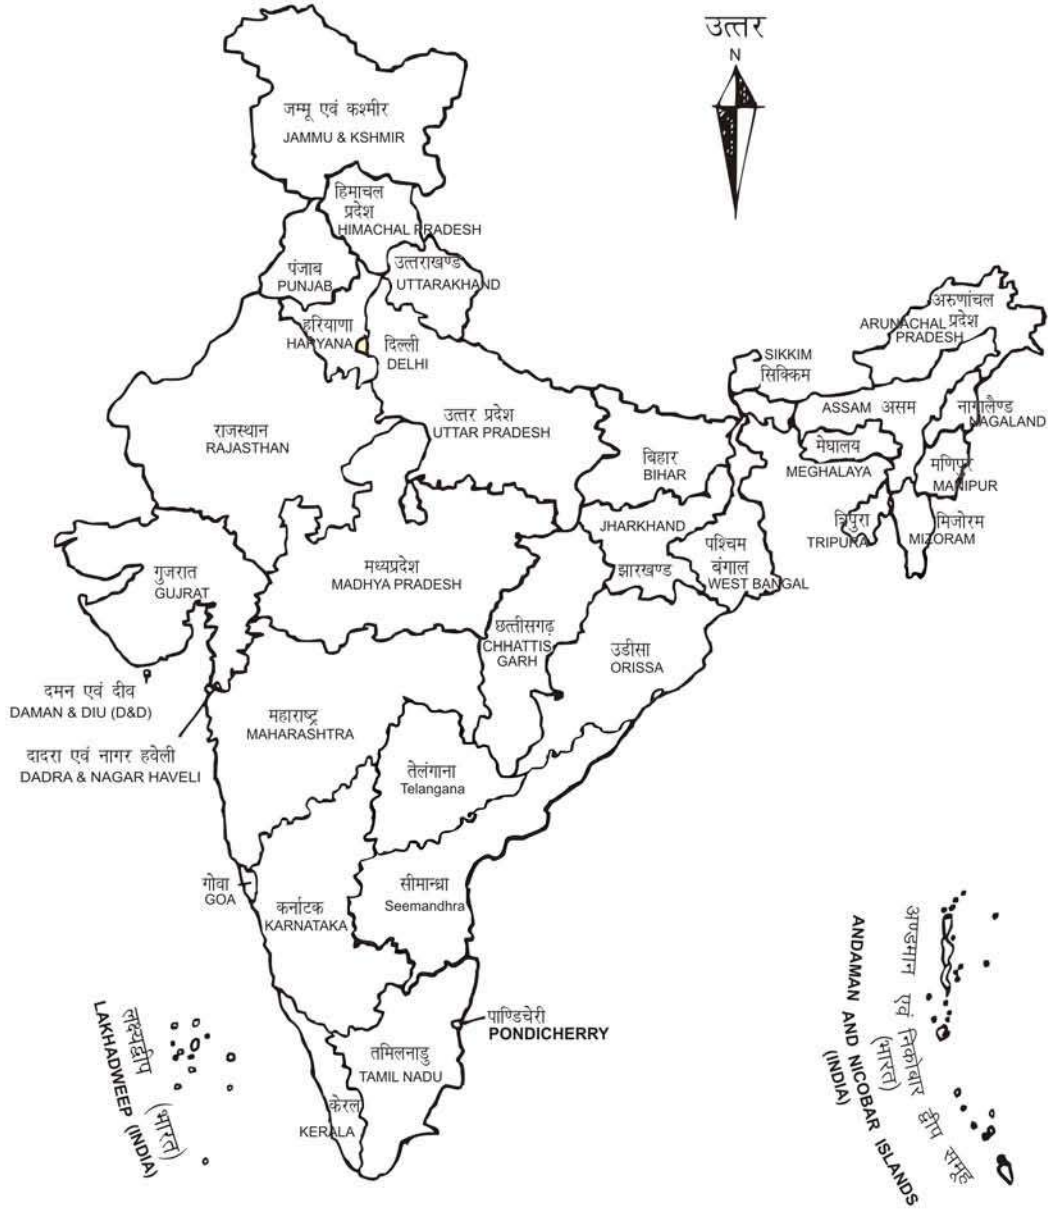 उत्तर
N
जम्मू एवं कश्मीर
JAMMU & KSHMIR
हिमाचल
प्रदेश
HIMACHAL PRADESH
पंजाब
PUNJAB
उत्तराखण्ड
UTTARAKHAND
हरियाणा
HARYANA
दिल्ली
DELHI
अरुणांचल
प्रदेश
ARUNACHAL
PRADESH
SIKKIM
सिक्किम
ASSAM असम
नागालैण्ड
NAGALAND
राजस्थान
RAJASTHAN
उत्तर प्रदेश
UTTAR PRADESH
बिहार
BIHAR
मेघालय
MEGHALAYA
मणिपुर
MANIPUR
त्रिपुरा
TRIPURA
मिजोरम
MIZORAM
JHARKHAND
झारखण्ड
पश्चिम
बंगाल
WEST BANGAL
गुजरात
GUJRAT
मध्यप्रदेश
MADHYA PRADESH
छत्तीसगढ़
CHHATTIS
GARH
उडीसा
ORISSA
दमन एवं दीव
DAMAN & DIU (D&D)
दादरा एवं नागर हवेली
DADRA & NAGAR HAVELI
महाराष्ट्र
MAHARASHTRA
तेलंगाना
Telangana
गोवा
GOA
कर्नाटक
KARNATAKA
सीमान्ध्रा
Seemandhra
पाण्डिचेरी
PONDICHERRY
तमिलनाडु
TAMIL NADU
केरल
KERALA
लक्ष्यद्वीप
(भारत)
LAKHADWEEP (INDIA)
अण्डमान एवं निकोबार द्वीप समूह
(भारत)
ANDAMAN AND NICOBAR ISLANDS
(INDIA)